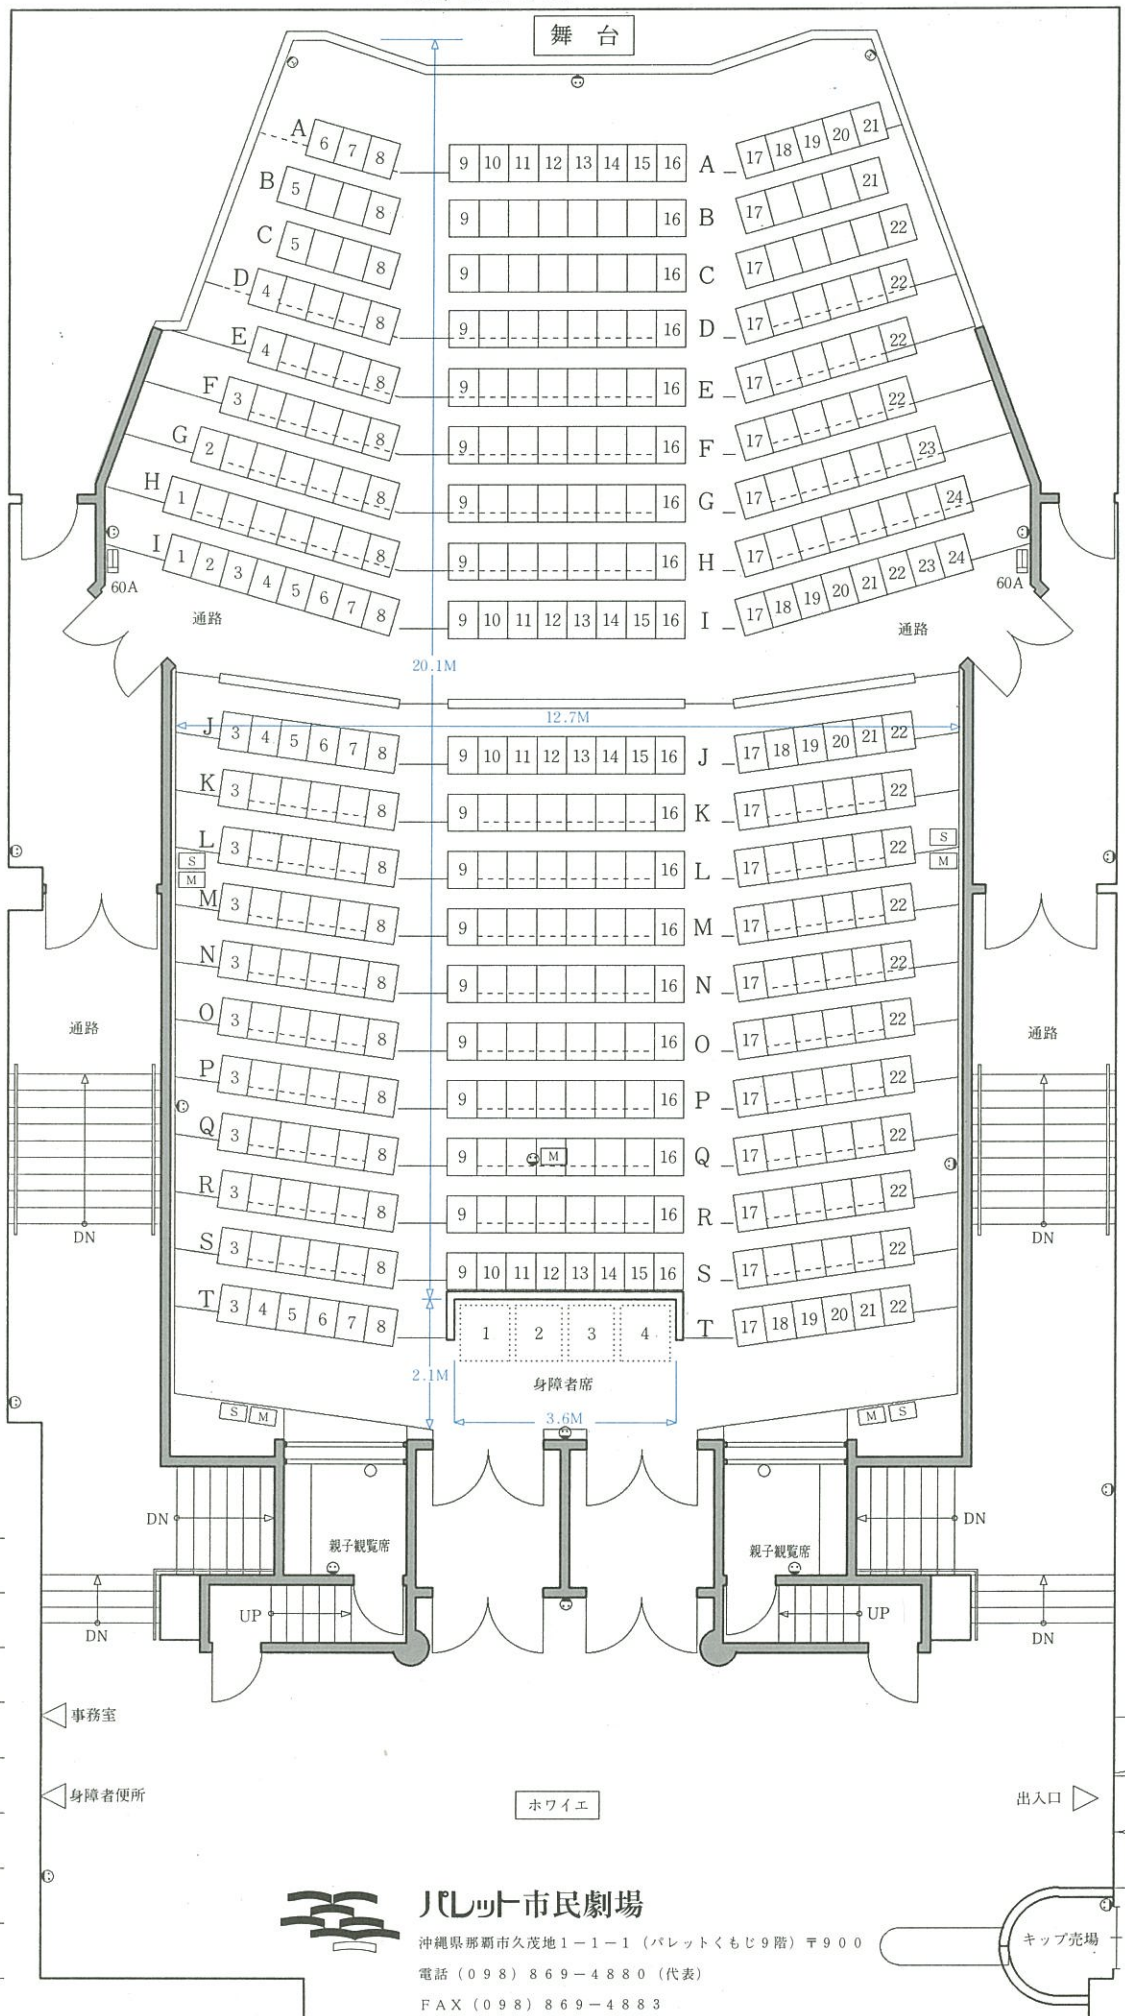 舞 台
A 6 7 8 9 10 11 12 13 14 15 16 A 17 18 19 20 21
B 5 8 9 16 B 17 21
C 5 8 9 16 C 17 22
D 4 8 9 16 D 17 22
E 4 8 9 16 E 17 22
F 3 8 9 16 F 17 22
G 2 8 9 16 G 17 23
H 1 8 9 16 H 17 24
I 1 2 3 4 5 6 7 8 9 10 11 12 13 14 15 16 I 17 18 19 20 21 22 23 24
60A 60A
通路 通路
20.1M
12.7M
J 3 4 5 6 7 8 9 10 11 12 13 14 15 16 J 17 18 19 20 21 22
K 3 8 9 16 K 17 22
L 3 8 9 16 L 17 22
S S
M M
M 3 8 9 16 M 17 22
N 3 8 9 16 N 17 22
O 3 8 9 16 O 17 22
通路 通路
P 3 8 9 16 P 17 22
Q 3 8 9 M 16 Q 17 22
R 3 8 9 16 R 17 22
DN DN
S 3 8 9 10 11 12 13 14 15 16 S 17 22
T 3 4 5 6 7 8 1 2 3 4 T 17 18 19 20 21 22
2.1M 身障者席
3.6M
S M M S
DN DN
親子観覧席 親子観覧席
UP UP
DN DN
事務室
身障者便所 ホワイエ 出入口
パレット市民劇場
沖縄県那覇市久茂地1-1-1 (パレットくもじ9階) 〒900
キップ売場
電話 (098) 869-4880 (代表)
FAX (098) 869-4883